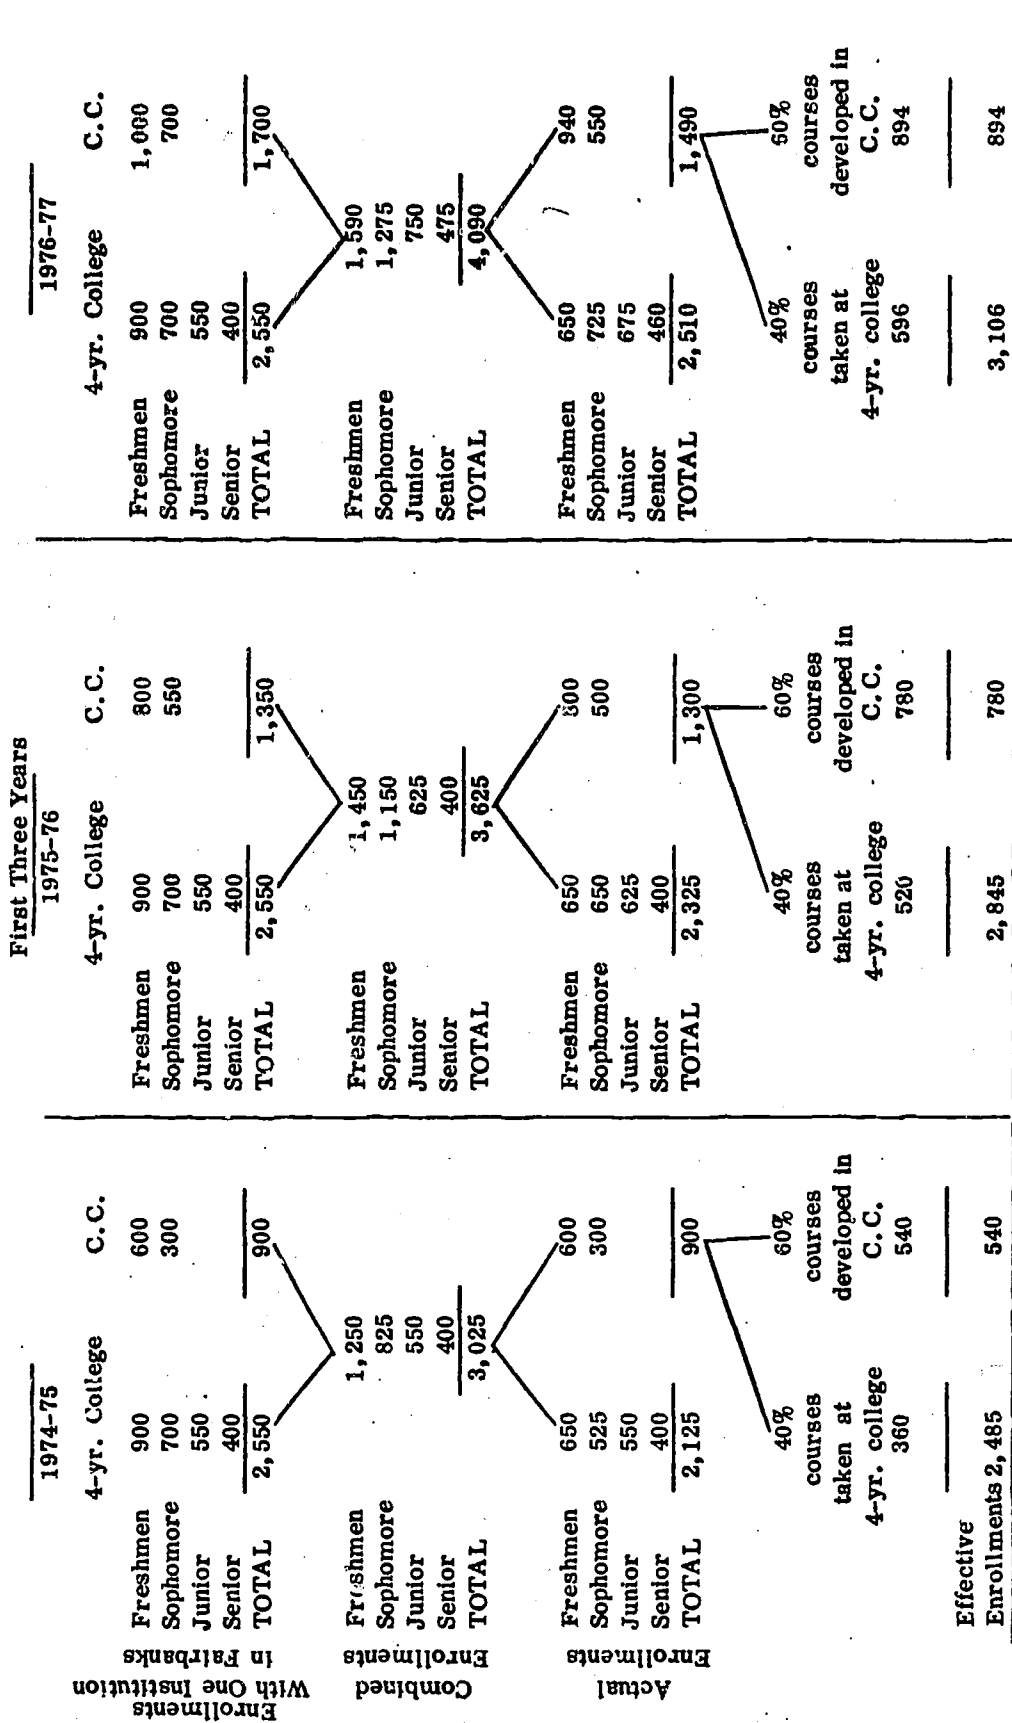 First Three Years
1974-75 1975-76 1976-77
4-yr. College C.C. 4-yr. College C.C. 4-yr. College C.C.
Enrollments
With One Institution
in Fairbanks
Freshmen 900 600 Freshmen 900 800 Freshmen 900 1,000
Sophomore 700 300 Sophomore 700 550 Sophomore 700 700
Junior 550 Junior 550 Junior 550
Senior 400 Senior 400 Senior 400
TOTAL 2,550 900 TOTAL 2,550 1,350 TOTAL 2,550 1,700
Combined
Enrollments
Freshmen 1,250 Freshmen 1,450 Freshmen 1,590
Sophomore 825 Sophomore 1,150 Sophomore 1,275
Junior 550 Junior 625 Junior 750
Senior 400 Senior 400 Senior 475
TOTAL 3,025 TOTAL 3,625 TOTAL 4,090
Actual
Enrollments
Freshmen 650 600 Freshmen 650 800 Freshmen 650 940
Sophomore 525 300 Sophomore 650 500 Sophomore 725 550
Junior 550 Junior 625 Junior 675
Senior 400 Senior 400 Senior 460
TOTAL 2,125 900 TOTAL 2,325 1,300 TOTAL 2,510 1,490
40% 60% 40% 60% 40% 60%
courses courses courses courses courses courses
taken at developed in taken at developed in taken at developed in
4-yr. college C.C. 4-yr. college C.C. 4-yr. college C.C.
360 540 520 780 596 894
Effective
Enrollments 2,485 540 2,845 780 3,106 894